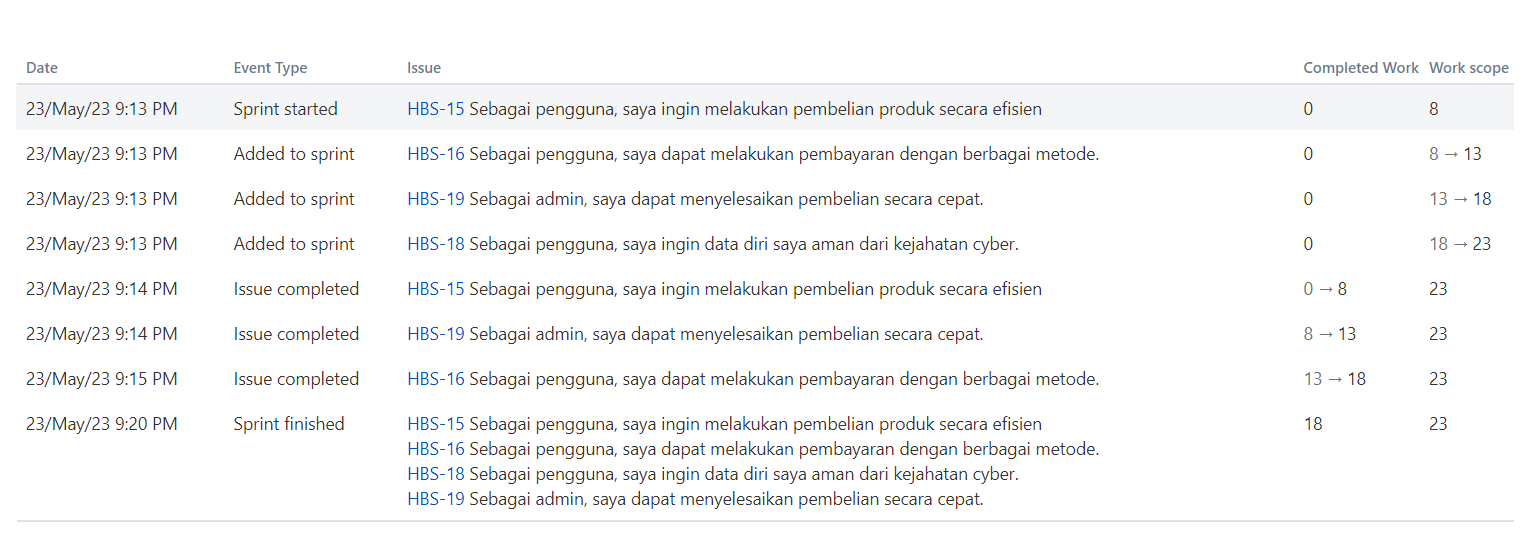 Date Event Type Issue Completed Work Work scope
23/May/23 9:13 PM Sprint started HBS-15 Sebagai pengguna, saya ingin melakukan pembelian produk secara efisien 0 8
23/May/23 9:13 PM Added to sprint HBS-16 Sebagai pengguna, saya dapat melakukan pembayaran dengan berbagai metode. 0 8 → 13
23/May/23 9:13 PM Added to sprint HBS-19 Sebagai admin, saya dapat menyelesaikan pembelian secara cepat. 0 13 → 18
23/May/23 9:13 PM Added to sprint HBS-18 Sebagai pengguna, saya ingin data diri saya aman dari kejahatan cyber. 0 18 → 23
23/May/23 9:14 PM Issue completed HBS-15 Sebagai pengguna, saya ingin melakukan pembelian produk secara efisien 0 → 8 23
23/May/23 9:14 PM Issue completed HBS-19 Sebagai admin, saya dapat menyelesaikan pembelian secara cepat. 8 → 13 23
23/May/23 9:15 PM Issue completed HBS-16 Sebagai pengguna, saya dapat melakukan pembayaran dengan berbagai metode. 13 → 18 23
23/May/23 9:20 PM Sprint finished HBS-15 Sebagai pengguna, saya ingin melakukan pembelian produk secara efisien 18 23
HBS-16 Sebagai pengguna, saya dapat melakukan pembayaran dengan berbagai metode.
HBS-18 Sebagai pengguna, saya ingin data diri saya aman dari kejahatan cyber.
HBS-19 Sebagai admin, saya dapat menyelesaikan pembelian secara cepat.